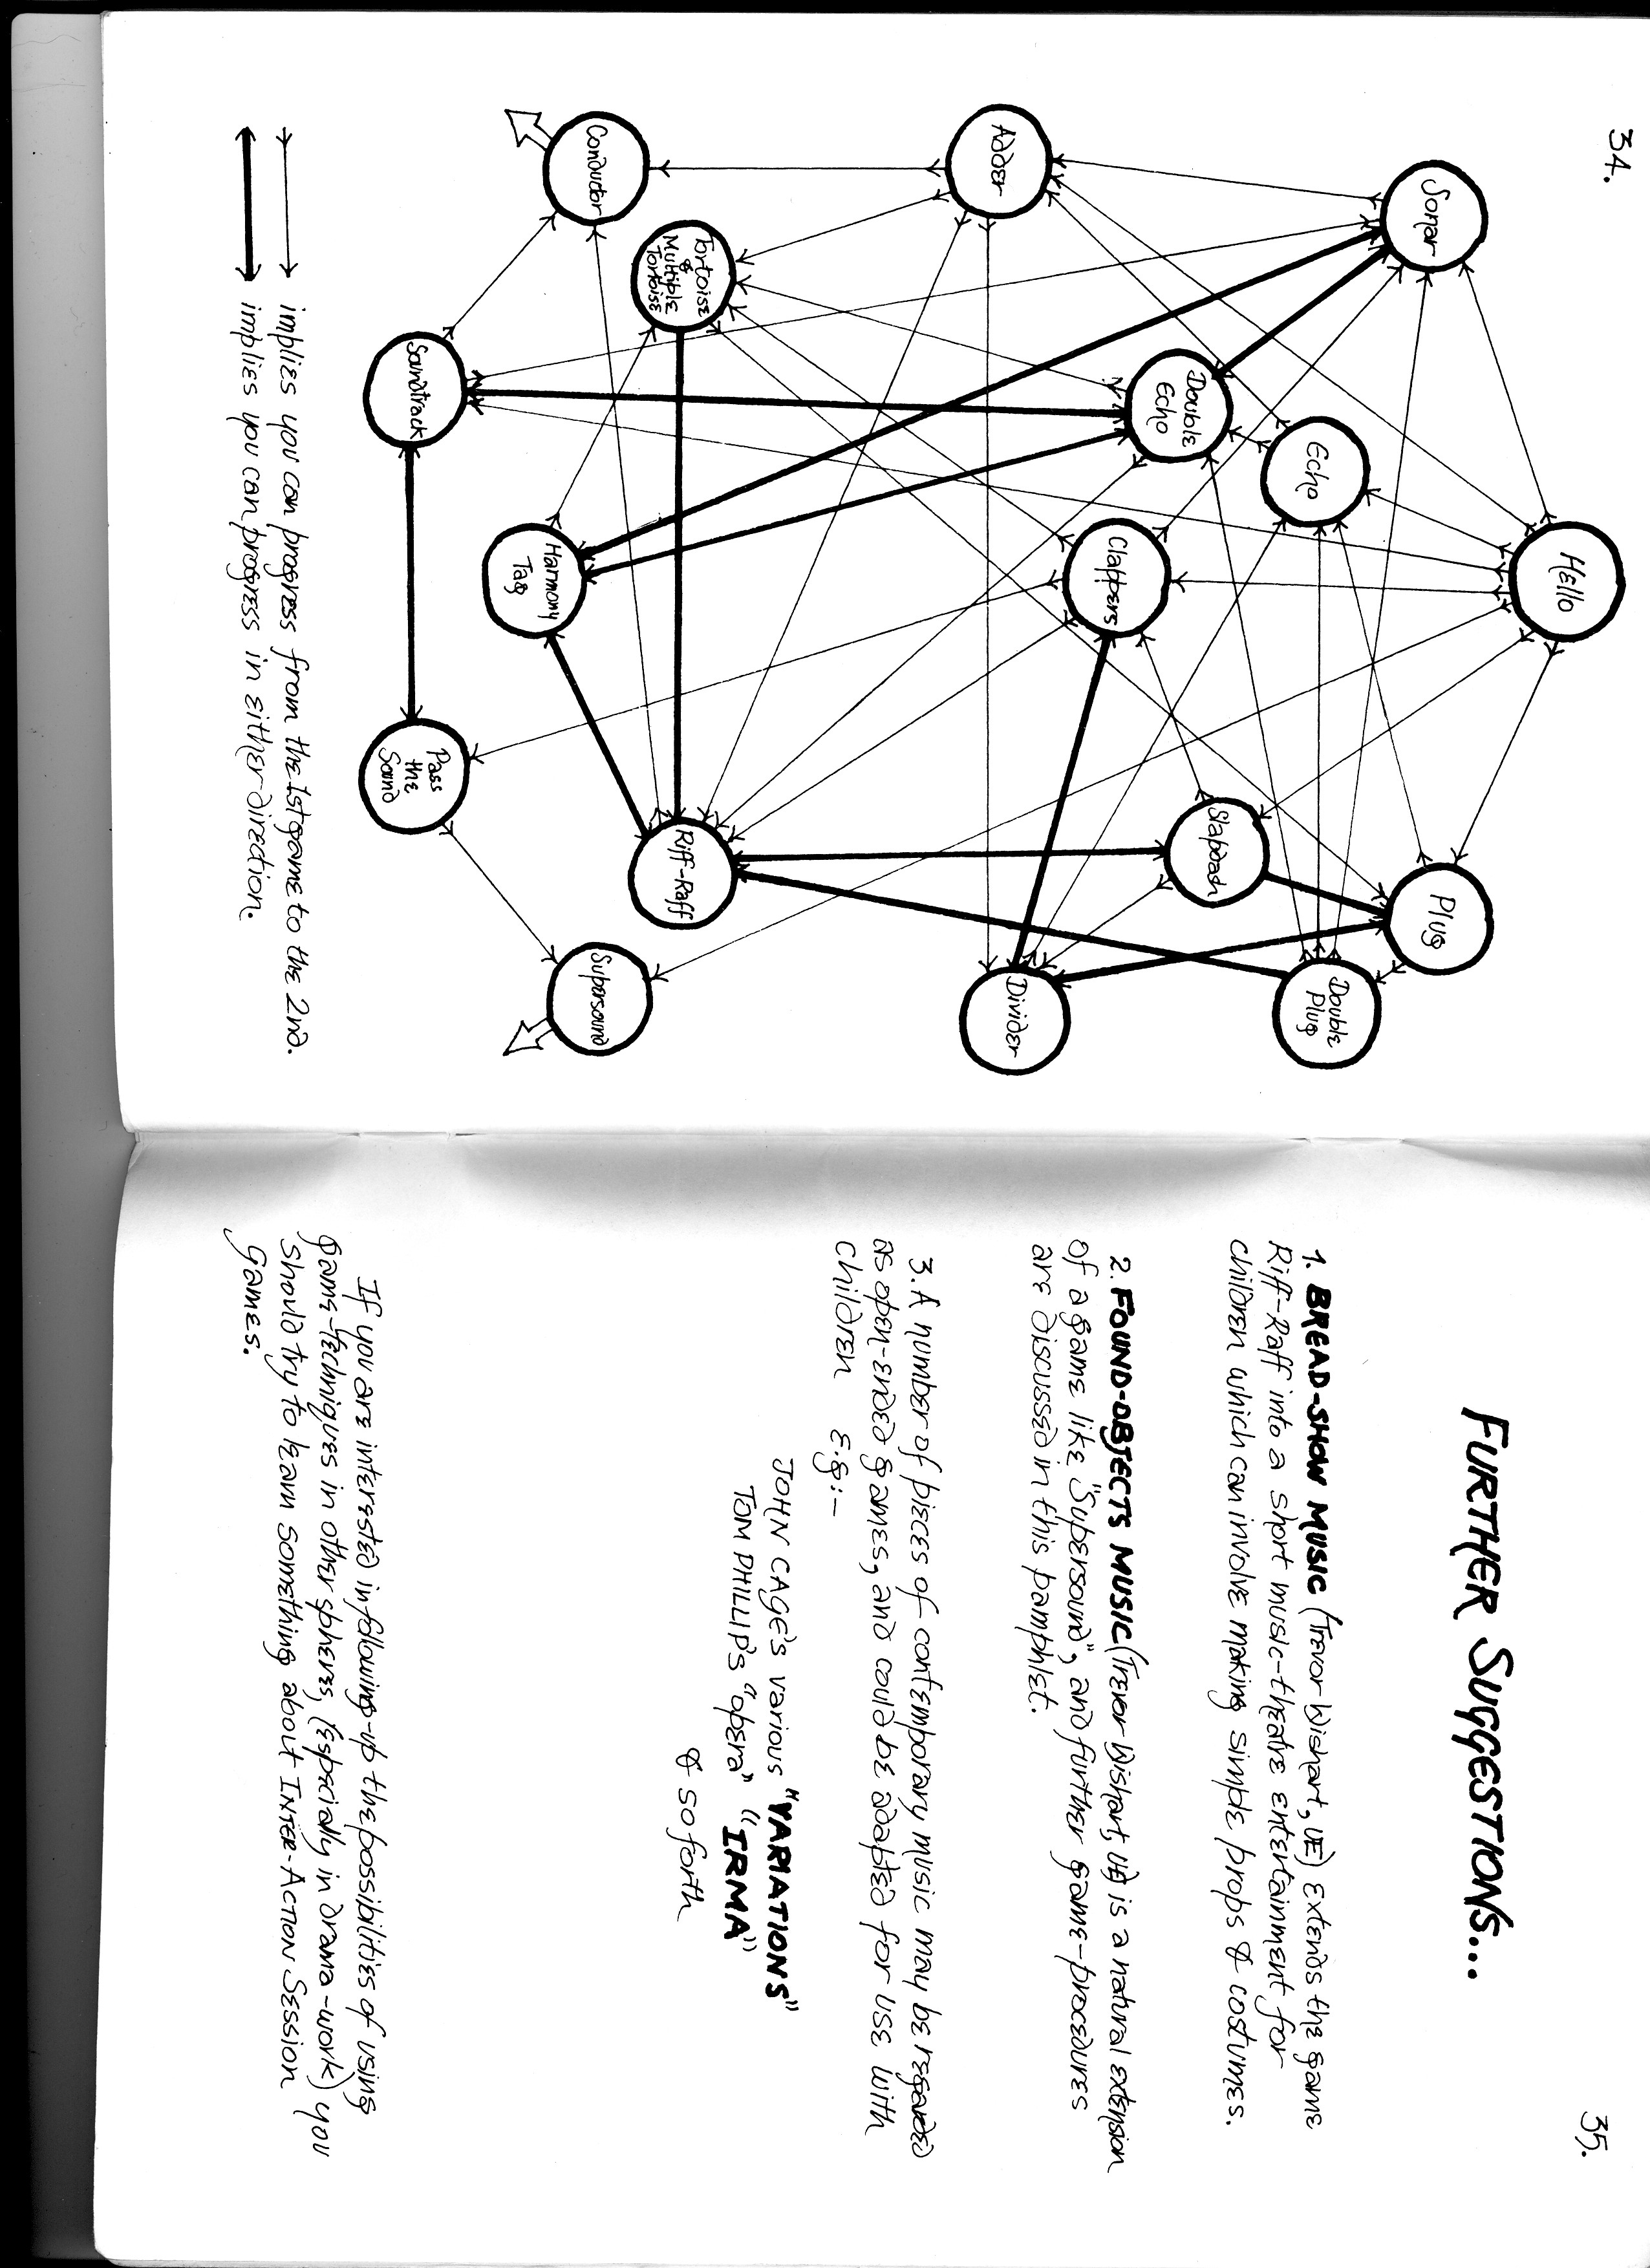 34.
Hello
Sonar
Plug
Echo
Double
Echo
Double
Plug
Slapdash
Clappers
Adder
Divider
Tortoise
&
Multiple
Tortoise
Riff-Raff
Conductor
Supersound
Harmony
Tag
Soundtrack
Pass
the
Sound
implies you can progress from the 1st game to the 2nd.
implies you can progress in either direction.
35.
FURTHER SUGGESTIONS...
1. BREAD-SHOW MUSIC (Trevor Wishart, UE) extends the game
Riff-Raff into a short music-theatre entertainment for
children which can involve making simple props & costumes.
2. FOUND-OBJECTS MUSIC (Trevor Wishart, UE) is a natural extension
of a game like "Supersound", and further game-procedures
are discussed in this pamphlet.
3. A number of pieces of contemporary music may be regarded
as open-ended games, and could be adapted for use with
children e.g:-
JOHN CAGE's various "VARIATIONS"
TOM PHILLIP's "opera" "IRMA"
& so forth
If you are interested in following-up the possibilities of using
game-techniques in other spheres, (especially in drama-work) you
should try to learn something about INTER-ACTION Session
games.